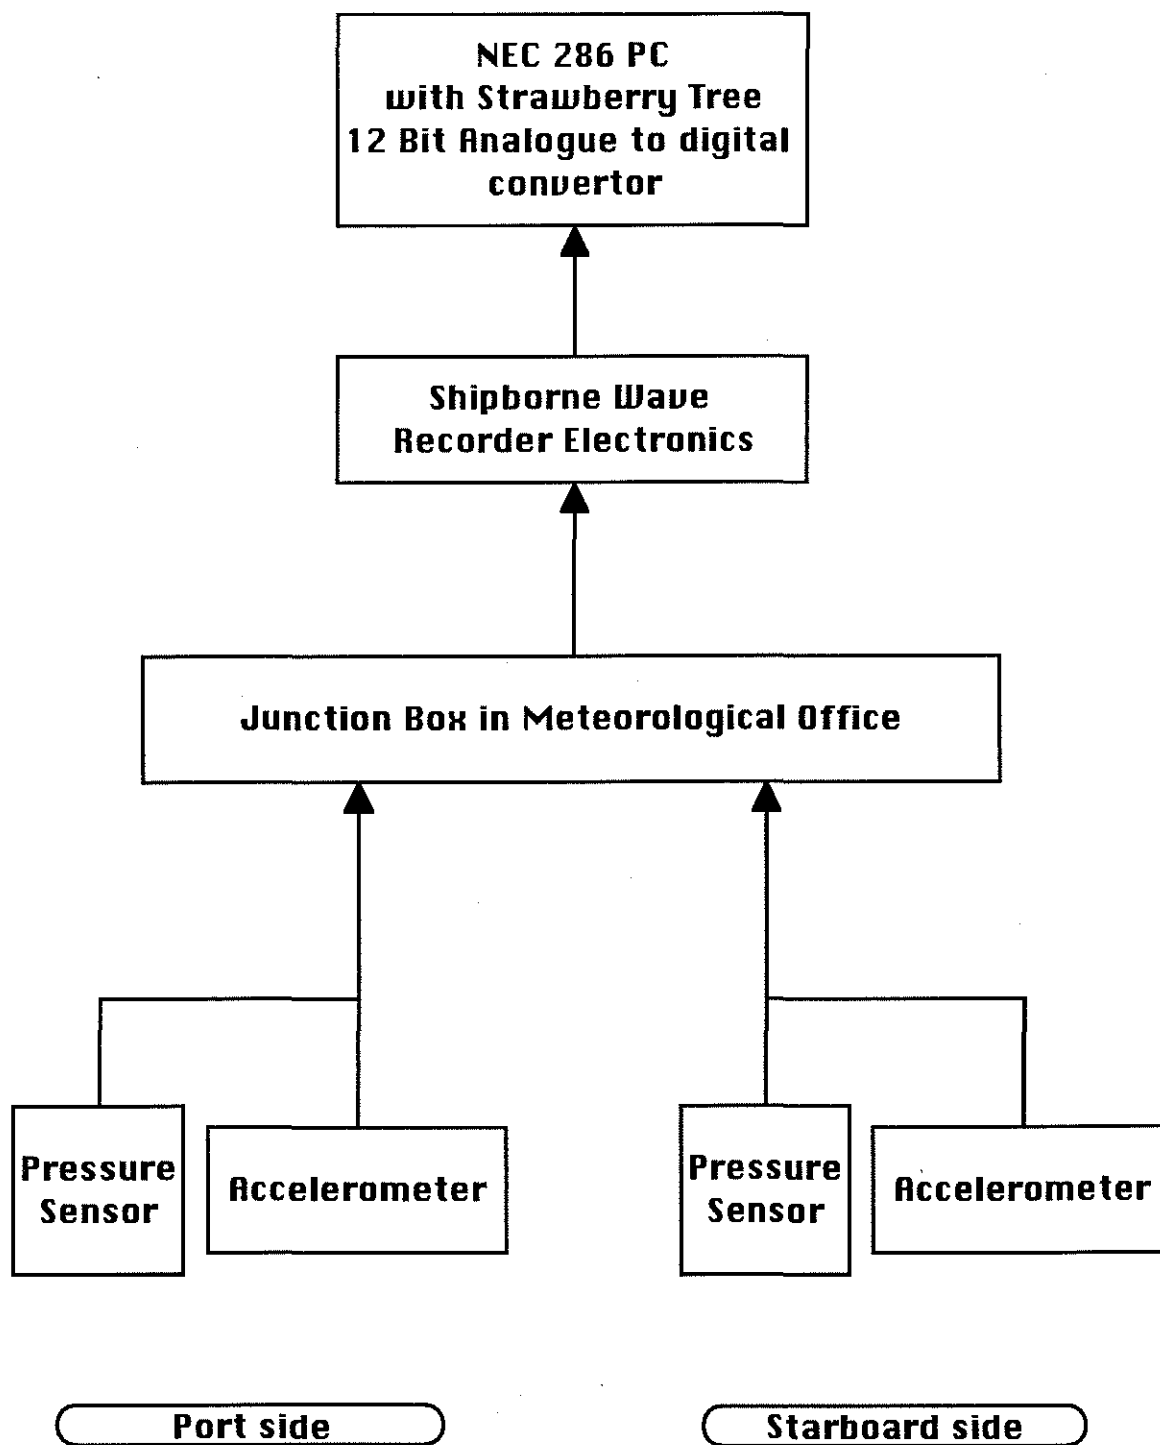 NEC 286 PC
with Strawberry Tree
12 Bit Analogue to digital
convertor
Shipborne Wave
Recorder Electronics
Junction Box in Meteorological Office
Pressure
Sensor
Accelerometer
Pressure
Sensor
Accelerometer
Port side
Starboard side